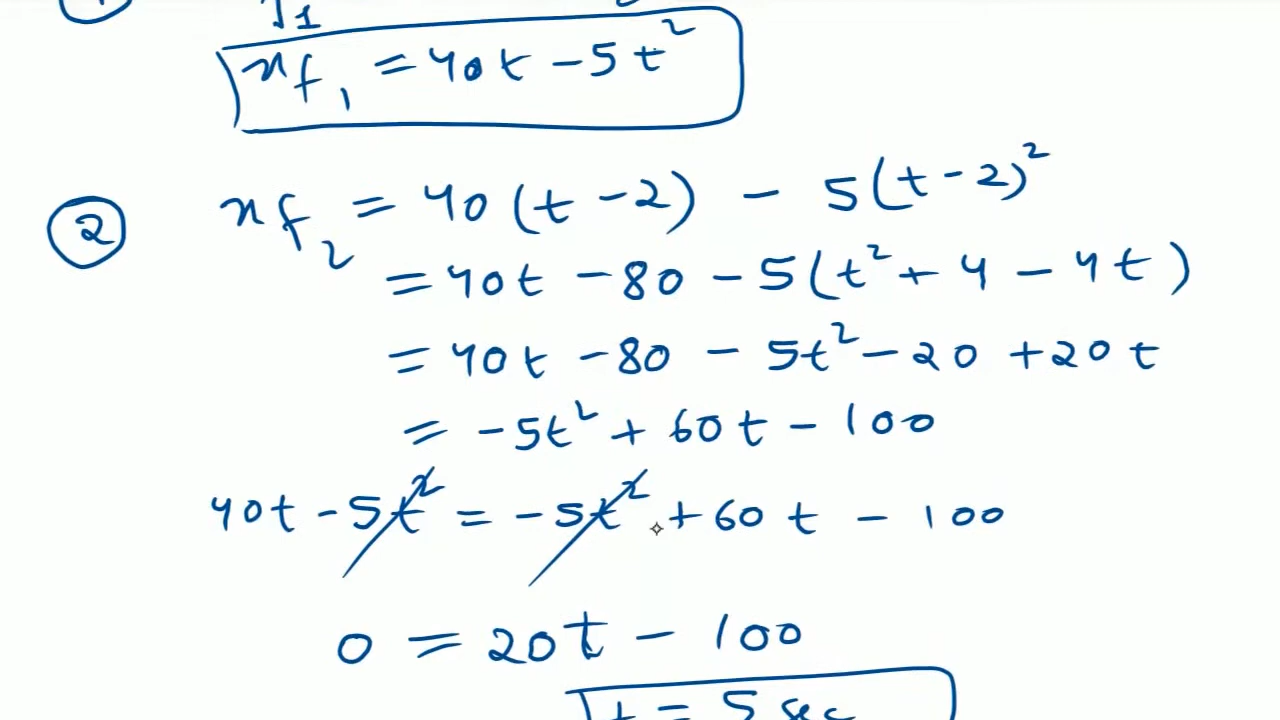 xf₁ = 40t - 5t²
② xf₂ = 40(t - 2) - 5(t - 2)²
= 40t - 80 - 5(t² + 4 - 4t)
= 40t - 80 - 5t² - 20 + 20t
= -5t² + 60t - 100
40t - 5t² = -5t² + 60t - 100
0 = 20t - 100
t = 5 sec